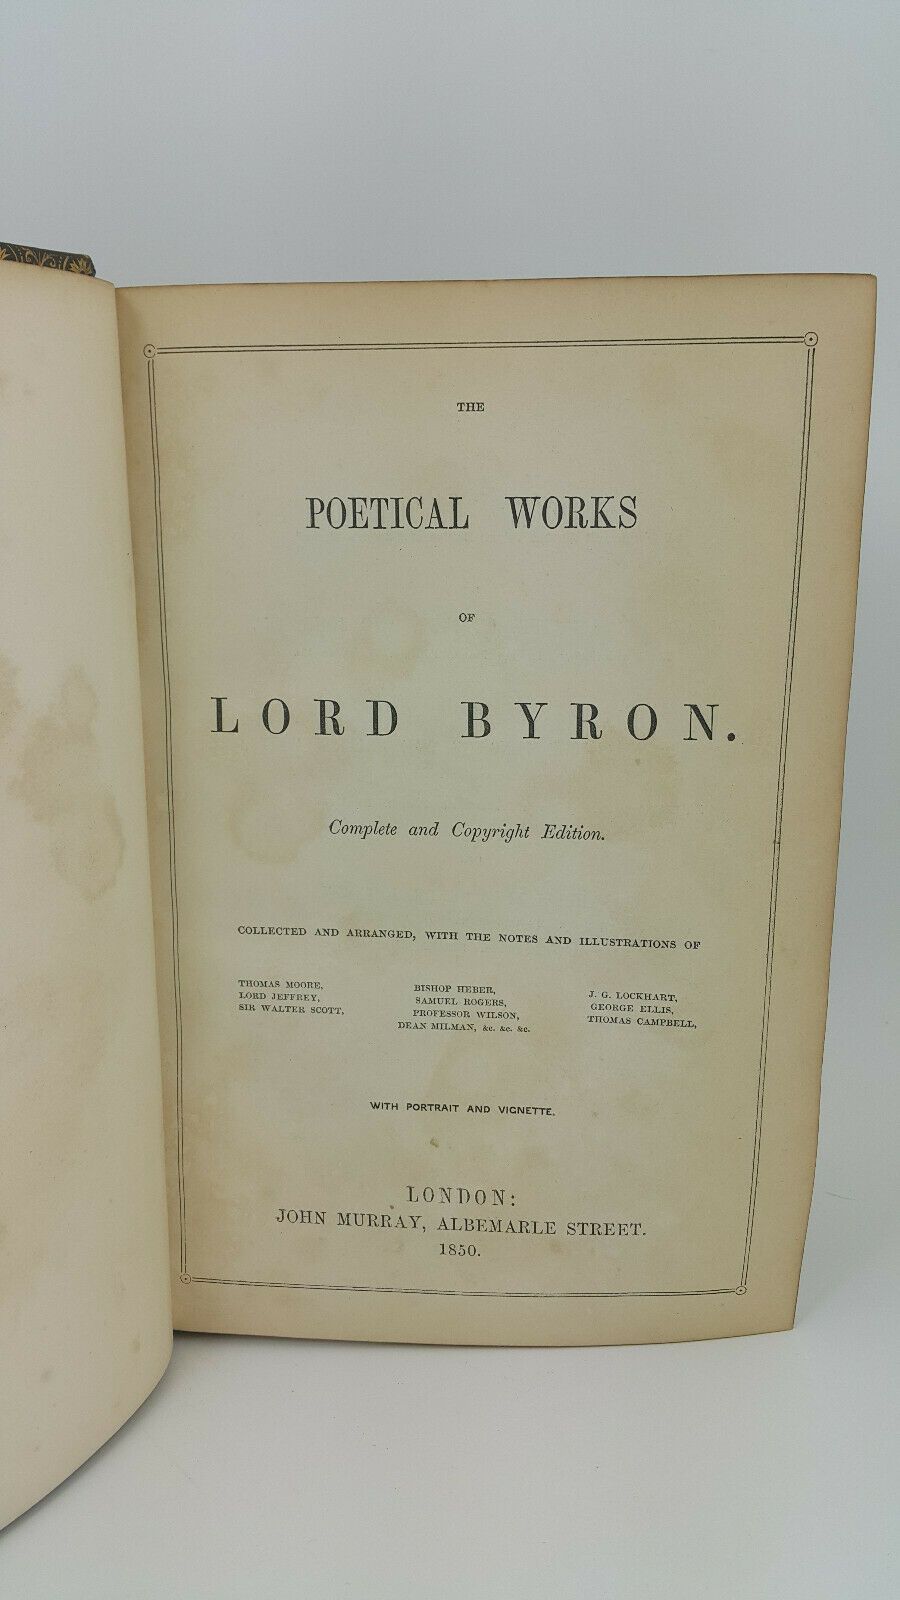 THE
POETICAL WORKS
OF
LORD BYRON.
Complete and Copyright Edition.
COLLECTED AND ARRANGED, WITH THE NOTES AND ILLUSTRATIONS OF
THOMAS MOORE,
LORD JEFFREY,
SIR WALTER SCOTT,
BISHOP HEBER,
SAMUEL ROGERS,
PROFESSOR WILSON,
DEAN MILMAN, &c. &c. &c.
J. G. LOCKHART,
GEORGE ELLIS,
THOMAS CAMPBELL,
WITH PORTRAIT AND VIGNETTE.
LONDON:
JOHN MURRAY, ALBEMARLE STREET.
1850.